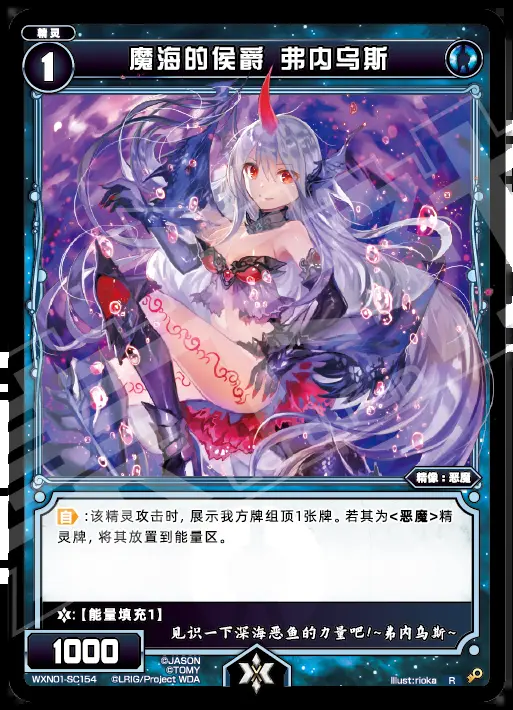 精灵
1
魔海的侯爵 弗内乌斯
精像：恶魔
自：该精灵攻击时，展示我方牌组顶1张牌。若其为<恶魔>精
灵牌，将其放置到能量区。
：【能量填充1】
见识一下深海恶鱼的力量吧！~弗内乌斯~
1000
©JASON
©TOMY
WXN01-SC154 ©LRIG/Project WDA
Illust:rioka R